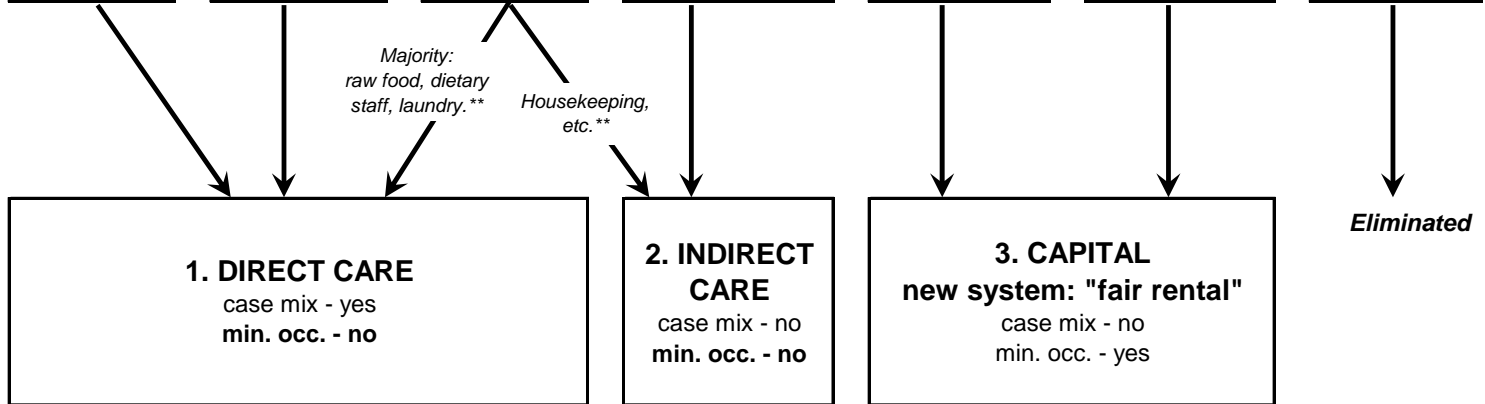 Majority:
raw food, dietary
staff, laundry.**
Housekeeping,
etc.**
Eliminated
1. DIRECT CARE
case mix - yes
min. occ. - no
2. INDIRECT
CARE
case mix - no
min. occ. - no
3. CAPITAL
new system: "fair rental"
case mix - no
min. occ. - yes